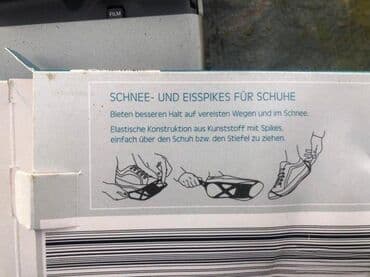 FILM
SCHNEE- UND EISSPIKES FÜR SCHUHE
Bieten besseren Halt auf vereisten Wegen und im Schnee.
Elastische Konstruktion aus Kunststoff mit Spikes,
einfach über den Schuh bzw. den Stiefel zu ziehen.